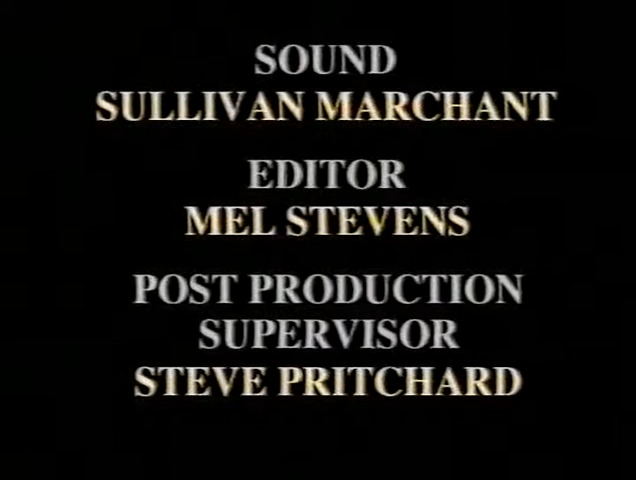 SOUND
SULLIVAN MARCHANT
EDITOR
MEL STEVENS
POST PRODUCTION
SUPERVISOR
STEVE PRITCHARD